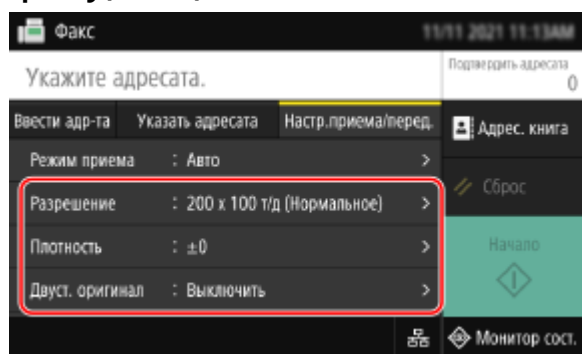 Факс 11/11 2021 11:13AM
Укажите адресата.
Подтвердить адресата
0
Ввести адр-та Указать адресата Настр.приема/перед.
Адрес. книга
Режим приема : Авто >
Разрешение : 200 x 100 т/д (Нормальное) >
Сброс
Плотность : ±0 >
Начало
Двуст. оригинал : Выключить >
Монитор сост.